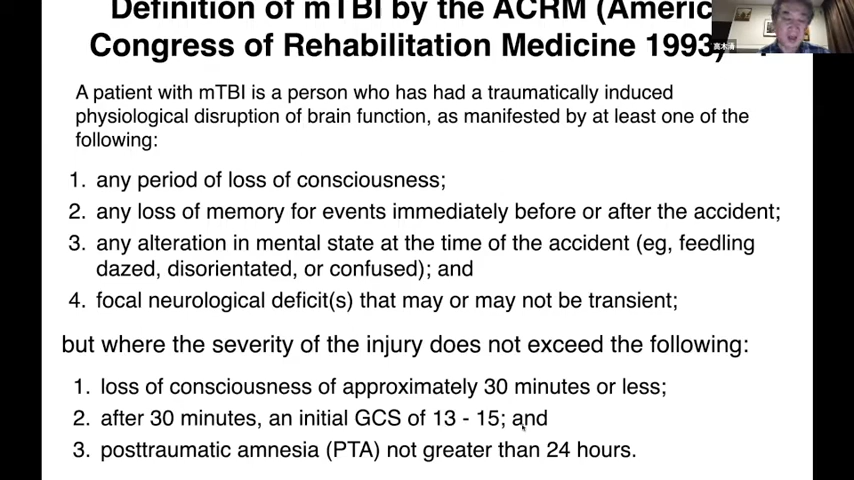 Definition of mTBI by the ACRM (Americ
Congress of Rehabilitation Medicine 1993)
高木清
A patient with mTBI is a person who has had a traumatically induced
physiological disruption of brain function, as manifested by at least one of the
following:
1. any period of loss of consciousness;
2. any loss of memory for events immediately before or after the accident;
3. any alteration in mental state at the time of the accident (eg, feedling
dazed, disorientated, or confused); and
4. focal neurological deficit(s) that may or may not be transient;
but where the severity of the injury does not exceed the following:
1. loss of consciousness of approximately 30 minutes or less;
2. after 30 minutes, an initial GCS of 13 - 15; and
3. posttraumatic amnesia (PTA) not greater than 24 hours.